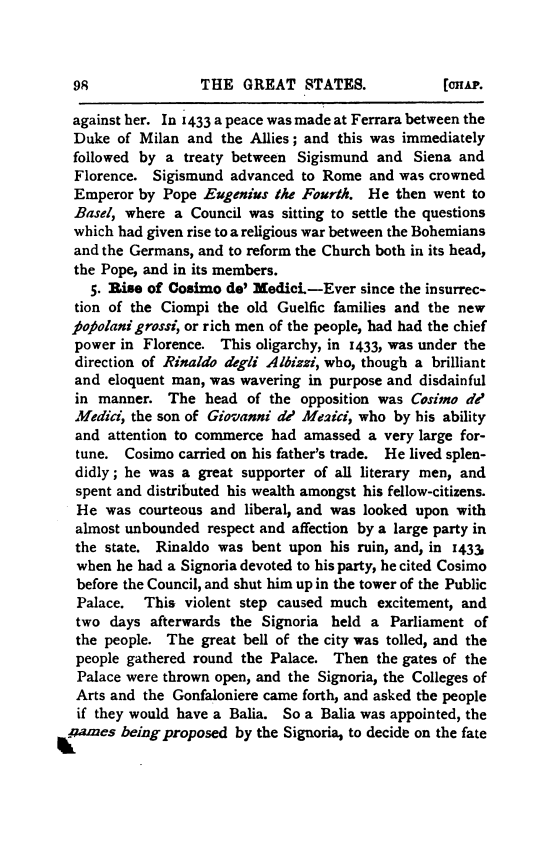 98 THE GREAT STATES. [CHAP.
against her. In 1433 a peace was made at Ferrara between the
Duke of Milan and the Allies; and this was immediately
followed by a treaty between Sigismund and Siena and
Florence. Sigismund advanced to Rome and was crowned
Emperor by Pope Eugenius the Fourth. He then went to
Basel, where a Council was sitting to settle the questions
which had given rise to a religious war between the Bohemians
and the Germans, and to reform the Church both in its head,
the Pope, and in its members.
5. Rise of Cosimo de' Medici.—Ever since the insurrec-
tion of the Ciompi the old Guelfic families and the new
popolani grossi, or rich men of the people, had had the chief
power in Florence. This oligarchy, in 1433, was under the
direction of Rinaldo degli Albizzi, who, though a brilliant
and eloquent man, was wavering in purpose and disdainful
in manner. The head of the opposition was Cosimo de'
Medici, the son of Giovanni de' Medici, who by his ability
and attention to commerce had amassed a very large for-
tune. Cosimo carried on his father's trade. He lived splen-
didly; he was a great supporter of all literary men, and
spent and distributed his wealth amongst his fellow-citizens.
He was courteous and liberal, and was looked upon with
almost unbounded respect and affection by a large party in
the state. Rinaldo was bent upon his ruin, and, in 1433,
when he had a Signoria devoted to his party, he cited Cosimo
before the Council, and shut him up in the tower of the Public
Palace. This violent step caused much excitement, and
two days afterwards the Signoria held a Parliament of
the people. The great bell of the city was tolled, and the
people gathered round the Palace. Then the gates of the
Palace were thrown open, and the Signoria, the Colleges of
Arts and the Gonfaloniere came forth, and asked the people
if they would have a Balia. So a Balia was appointed, the
names being proposed by the Signoria, to decide on the fate